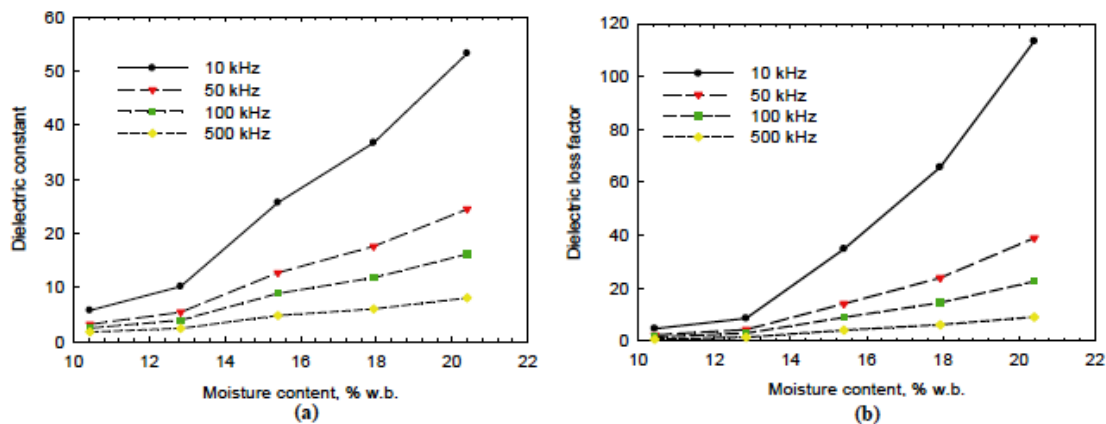 60
50
40
30
20
10
0
Dielectric constant
10 kHz
50 kHz
100 kHz
500 kHz
10 12 14 16 18 20 22
Moisture content, % w.b.
(a)
120
100
80
60
40
20
0
Dielectric loss factor
10 kHz
50 kHz
100 kHz
500 kHz
10 12 14 16 18 20 22
Moisture content, % w.b.
(b)